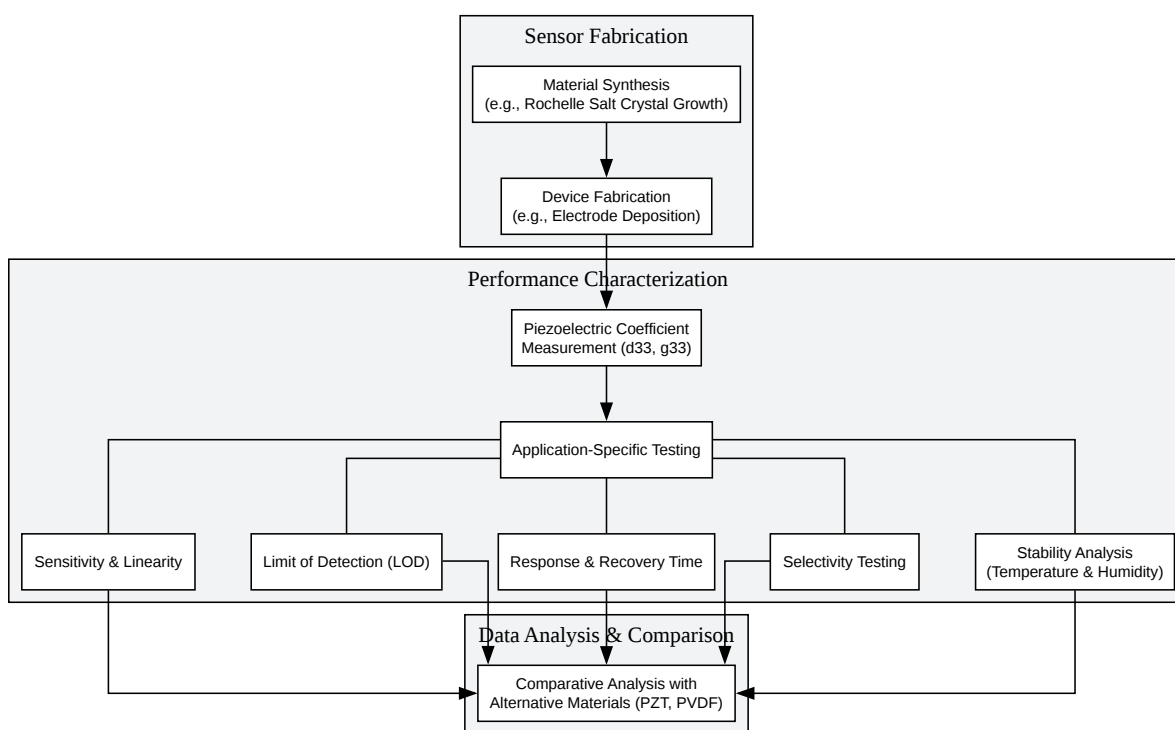 Sensor Fabrication
Material Synthesis
(e.g., Rochelle Salt Crystal Growth)
Device Fabrication
(e.g., Electrode Deposition)
Performance Characterization
Piezoelectric Coefficient
Measurement (d33, g33)
Application-Specific Testing
Sensitivity & Linearity
Limit of Detection (LOD)
Response & Recovery Time
Selectivity Testing
Stability Analysis
(Temperature & Humidity)
Data Analysis & Comparison
Comparative Analysis with
Alternative Materials (PZT, PVDF)